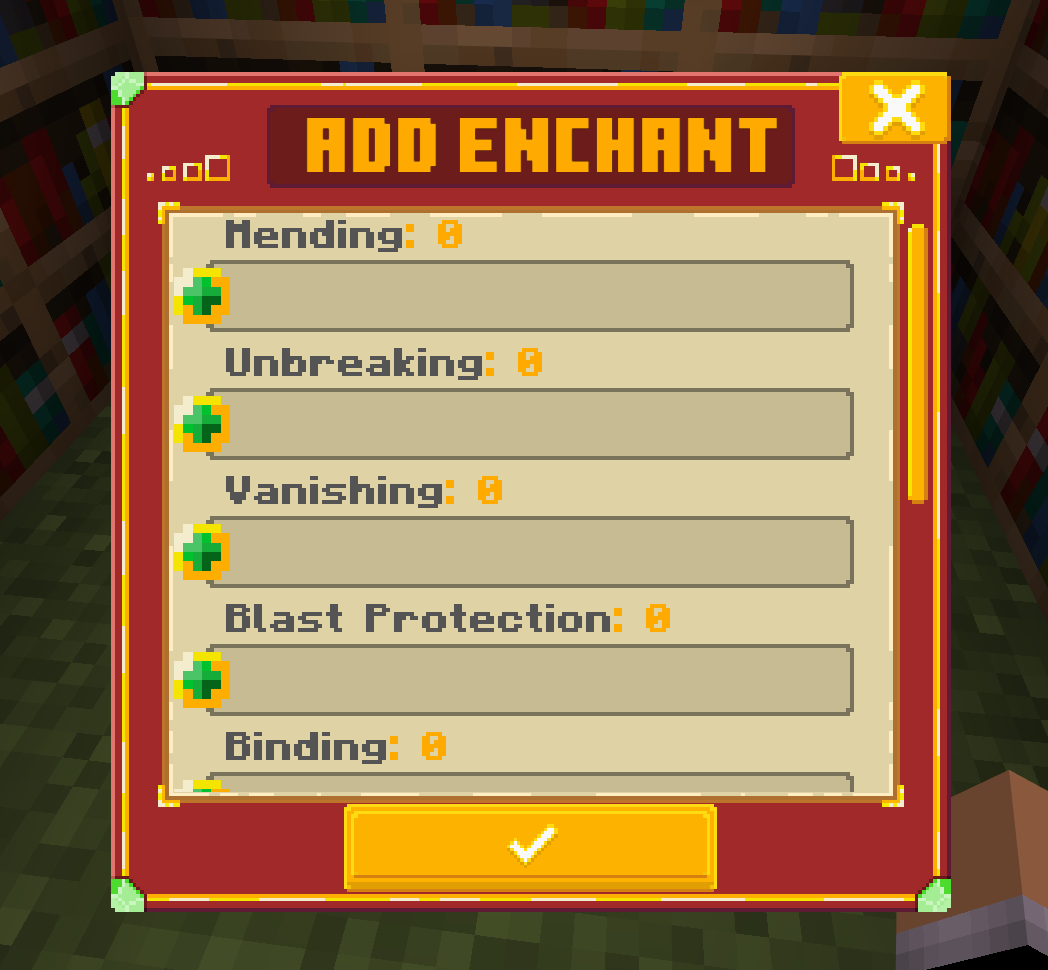 ADD ENCHANT
Mending: 0
Unbreaking: 0
Vanishing: 0
Blast Protection: 0
Binding: 0